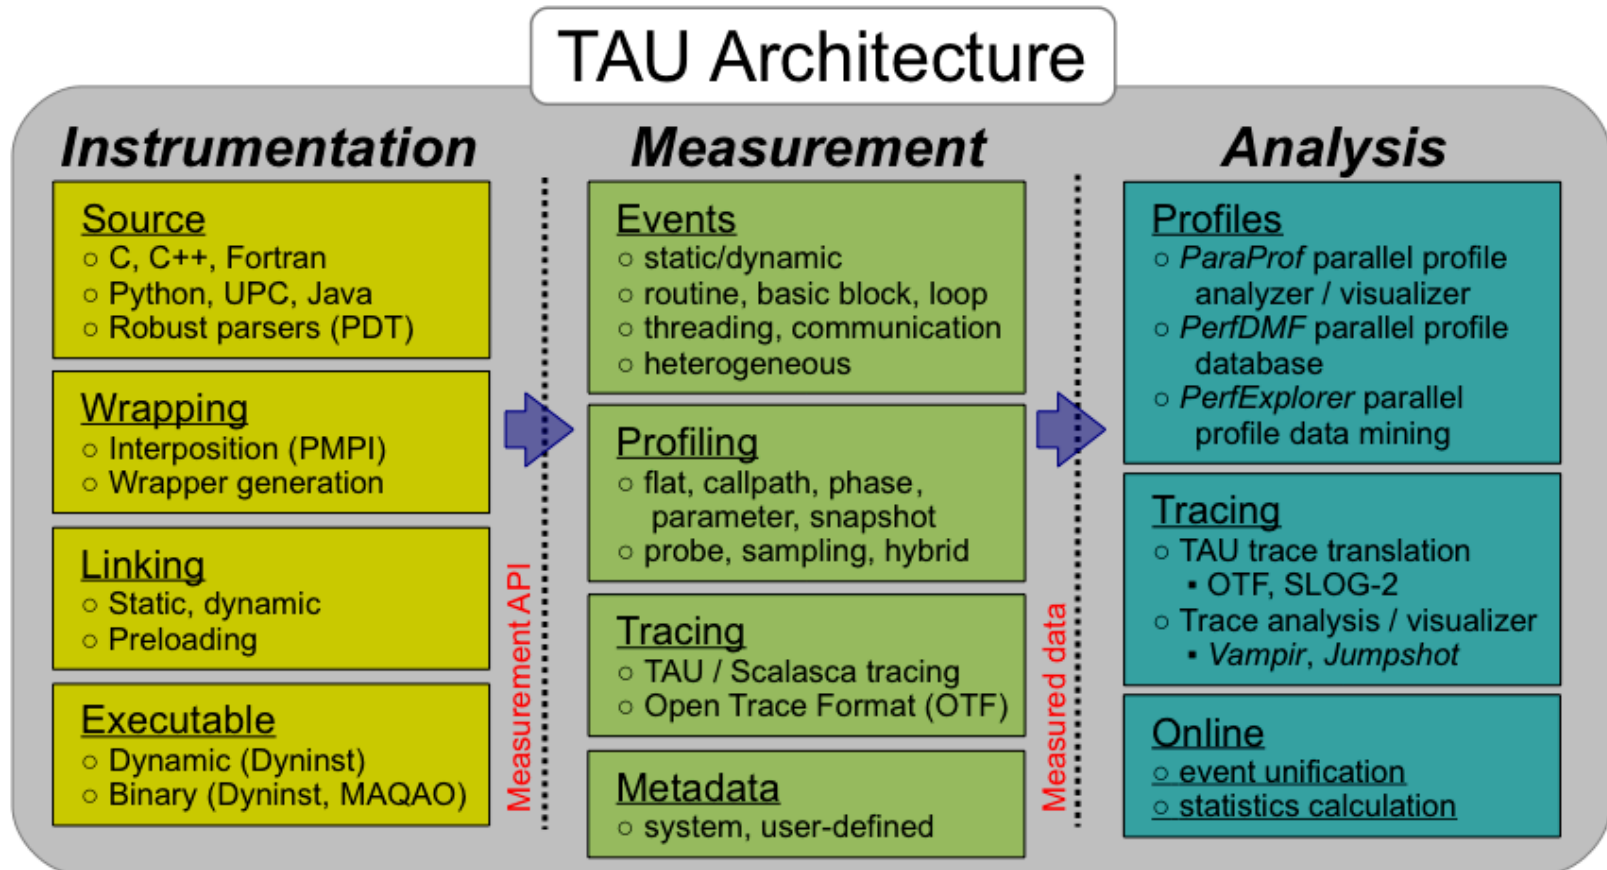 TAU Architecture
Instrumentation
Source
○ C, C++, Fortran
○ Python, UPC, Java
○ Robust parsers (PDT)
Wrapping
○ Interposition (PMPI)
○ Wrapper generation
Linking
○ Static, dynamic
○ Preloading
Executable
○ Dynamic (Dyninst)
○ Binary (Dyninst, MAQAO)
Measurement API
Measurement
Events
○ static/dynamic
○ routine, basic block, loop
○ threading, communication
○ heterogeneous
Profiling
○ flat, callpath, phase,
parameter, snapshot
○ probe, sampling, hybrid
Tracing
○ TAU / Scalasca tracing
○ Open Trace Format (OTF)
Metadata
○ system, user-defined
Measured data
Analysis
Profiles
○ ParaProf parallel profile
analyzer / visualizer
○ PerfDMF parallel profile
database
○ PerfExplorer parallel
profile data mining
Tracing
○ TAU trace translation
▪ OTF, SLOG-2
○ Trace analysis / visualizer
▪ Vampir, Jumpshot
Online
○ event unification
○ statistics calculation